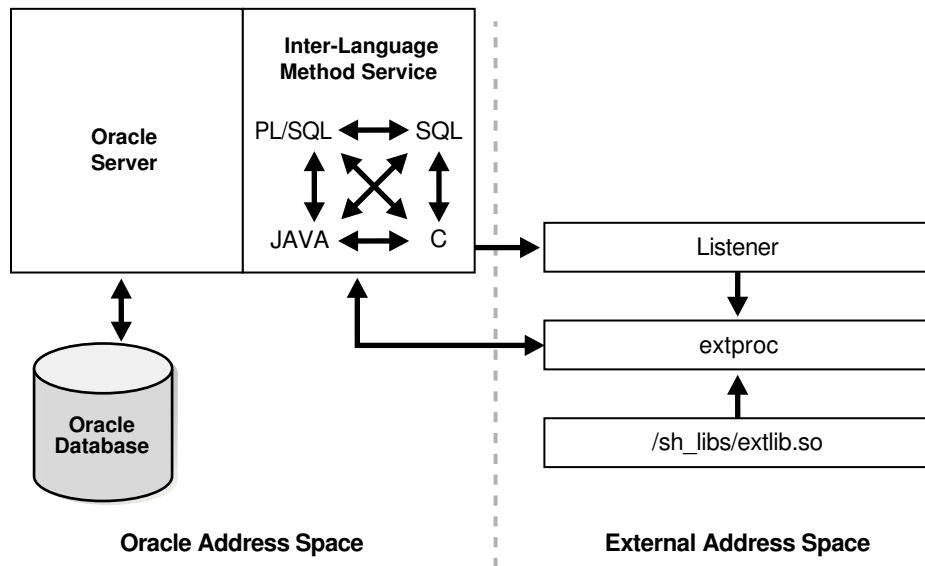 Inter-Language
Method Service
Oracle
Server
PL/SQL
SQL
JAVA
C
Listener
extproc
/sh_libs/extlib.so
Oracle
Database
Oracle Address Space
External Address Space